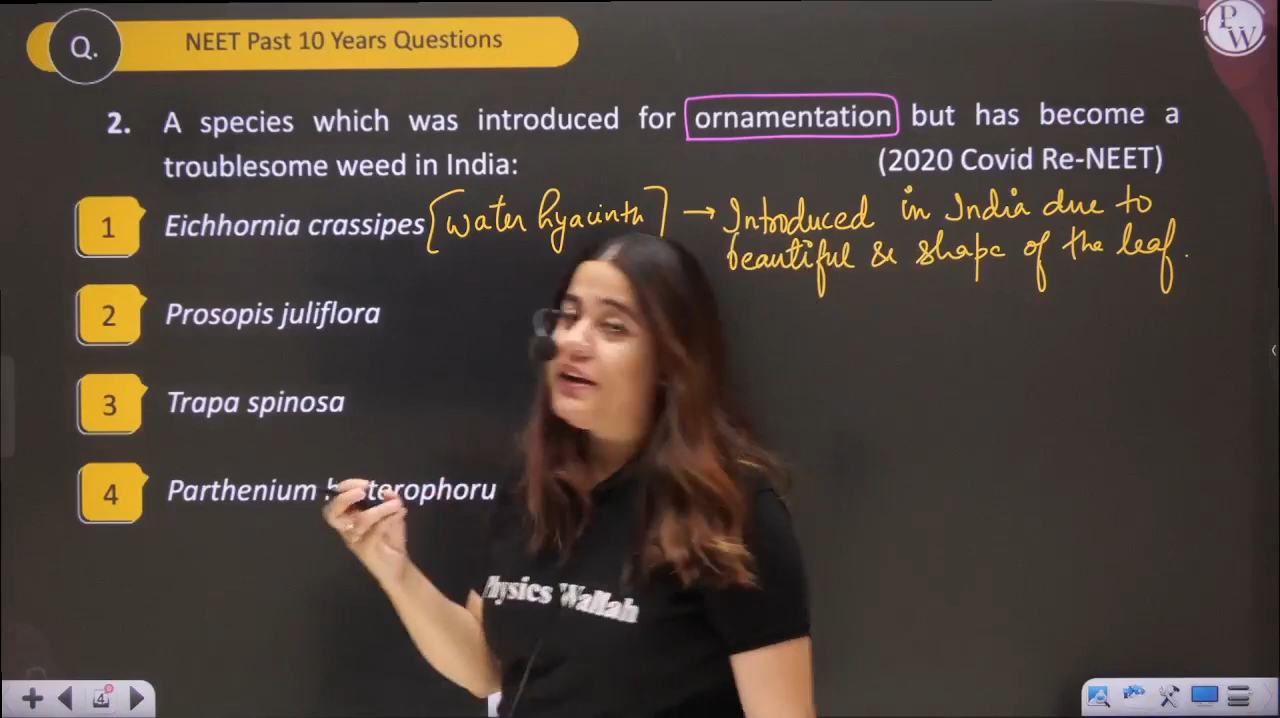 Q.
NEET Past 10 Years Questions
PW
2. A species which was introduced for ornamentation but has become a
troublesome weed in India: (2020 Covid Re-NEET)
1 Eichhornia crassipes [water hyacinth] → Introduced in India due to
beautiful & shape of the leaf.
2 Prosopis juliflora
3 Trapa spinosa
4 Parthenium
Physics Wallah
4